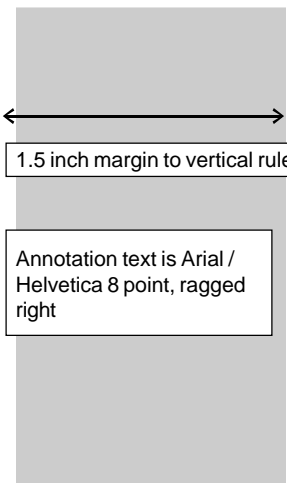 1.5 inch margin to vertical rule
Annotation text is Arial /
Helvetica 8 point, ragged
right